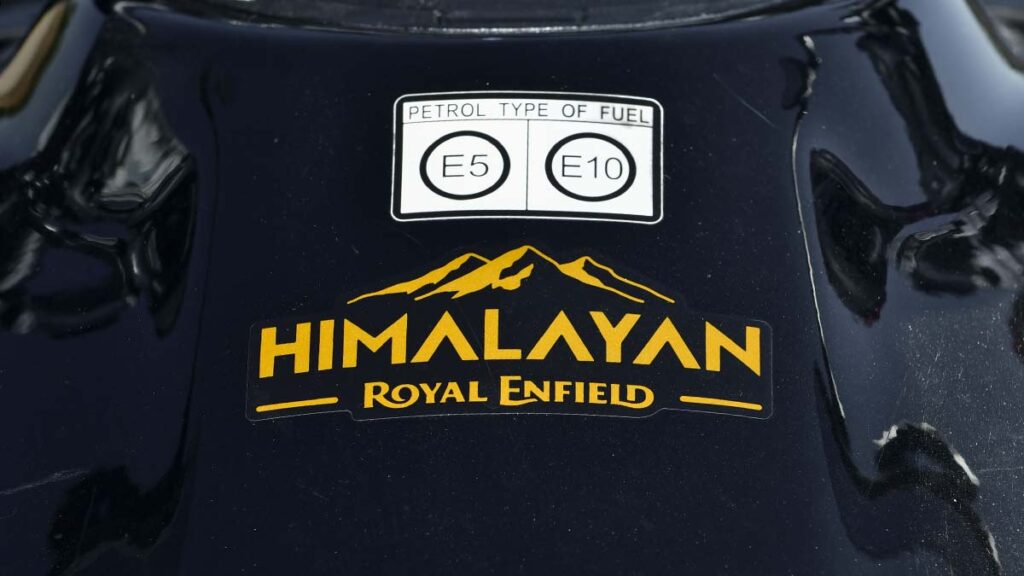 PETROL TYPE OF FUEL
E5 E10
HIMALAYAN
ROYAL ENFIELD